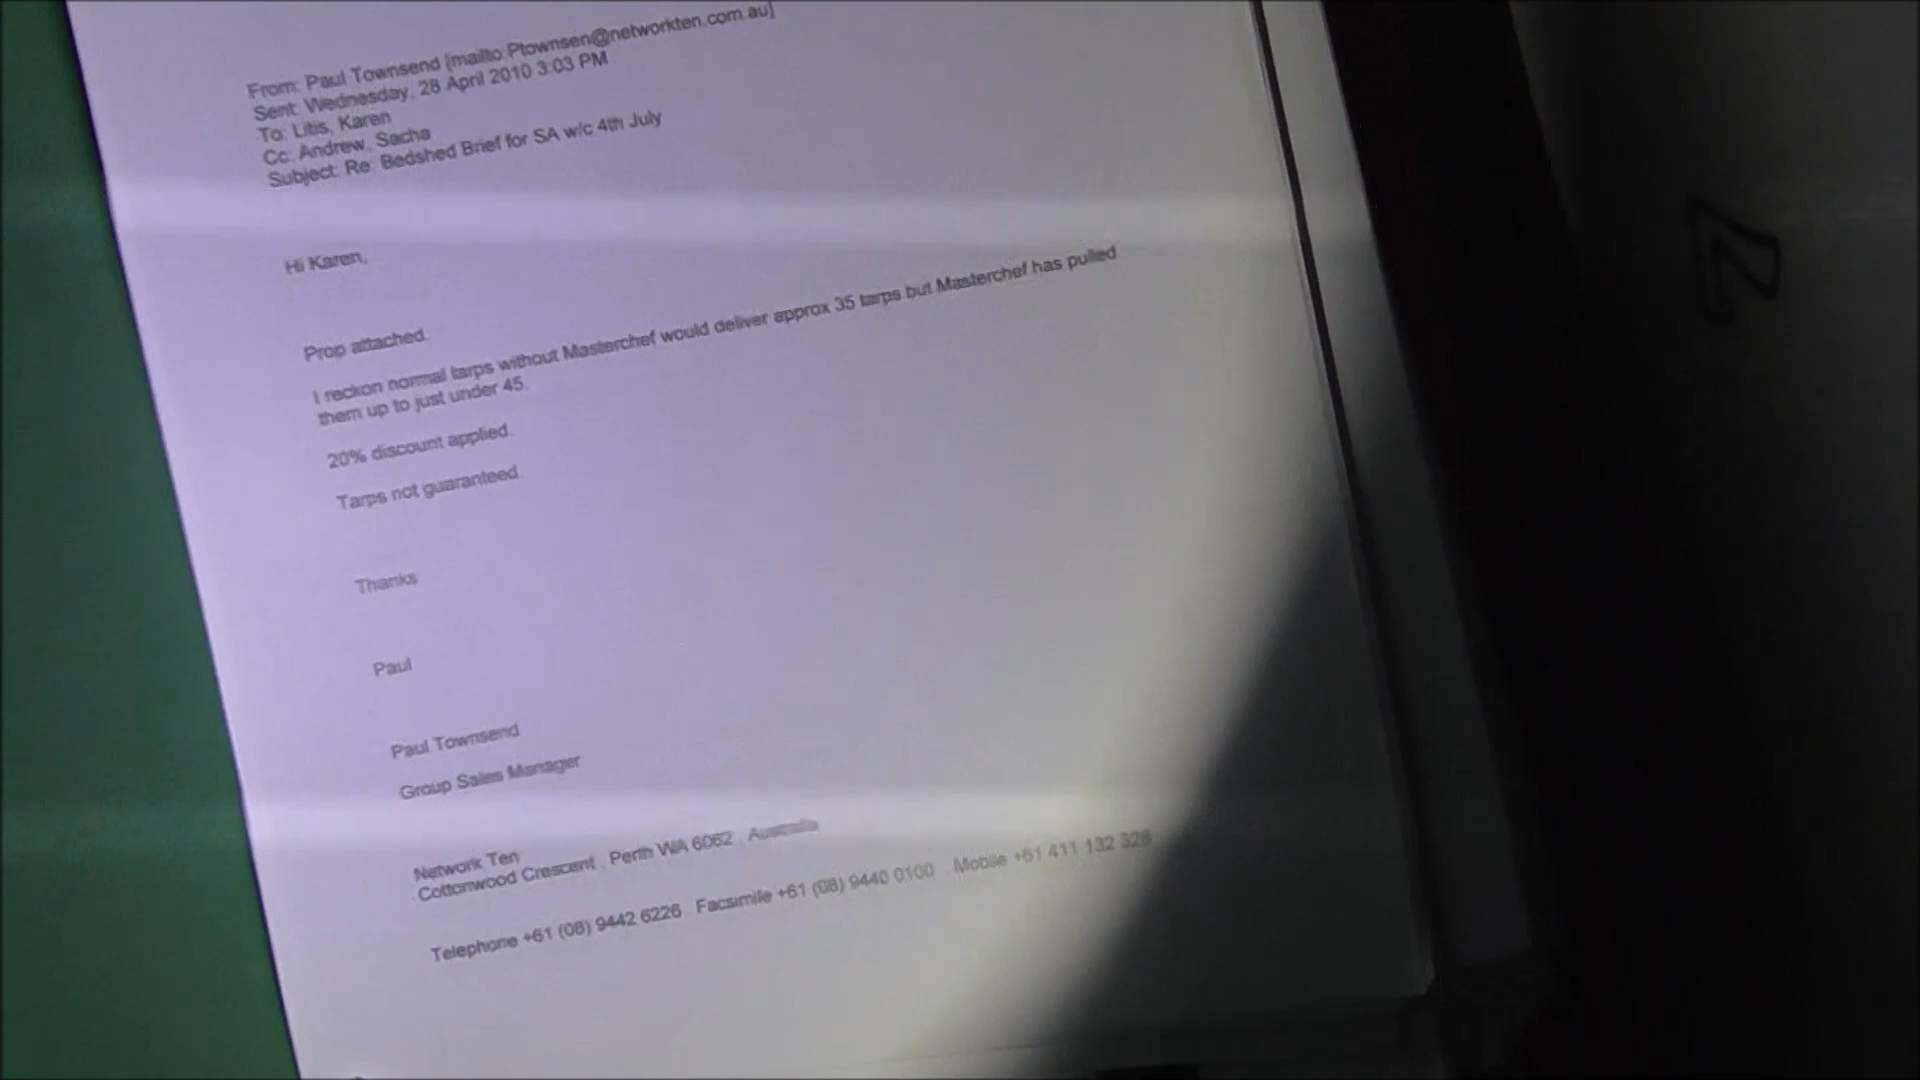 From: Paul Townsend [mailto:Ptownsen@networkten.com.au]
Sent: Wednesday, 28 April 2010 3:03 PM
To: Litis, Karen
Cc: Andrew, Sacha
Subject: Re: Bedshed Brief for SA w/c 4th July
Hi Karen,
Prop attached.
I reckon normal tarps without Masterchef would deliver approx 35 tarps but Masterchef has pulled
them up to just under 45.
20% discount applied.
Tarps not guaranteed.
Thanks
Paul
Paul Townsend
Group Sales Manager
Network Ten
Cottonwood Crescent , Perth WA 6062 , Australia
Telephone +61 (08) 9442 6226 Facsimile +61 (08) 9440 0100 Mobile +61 411 132 328